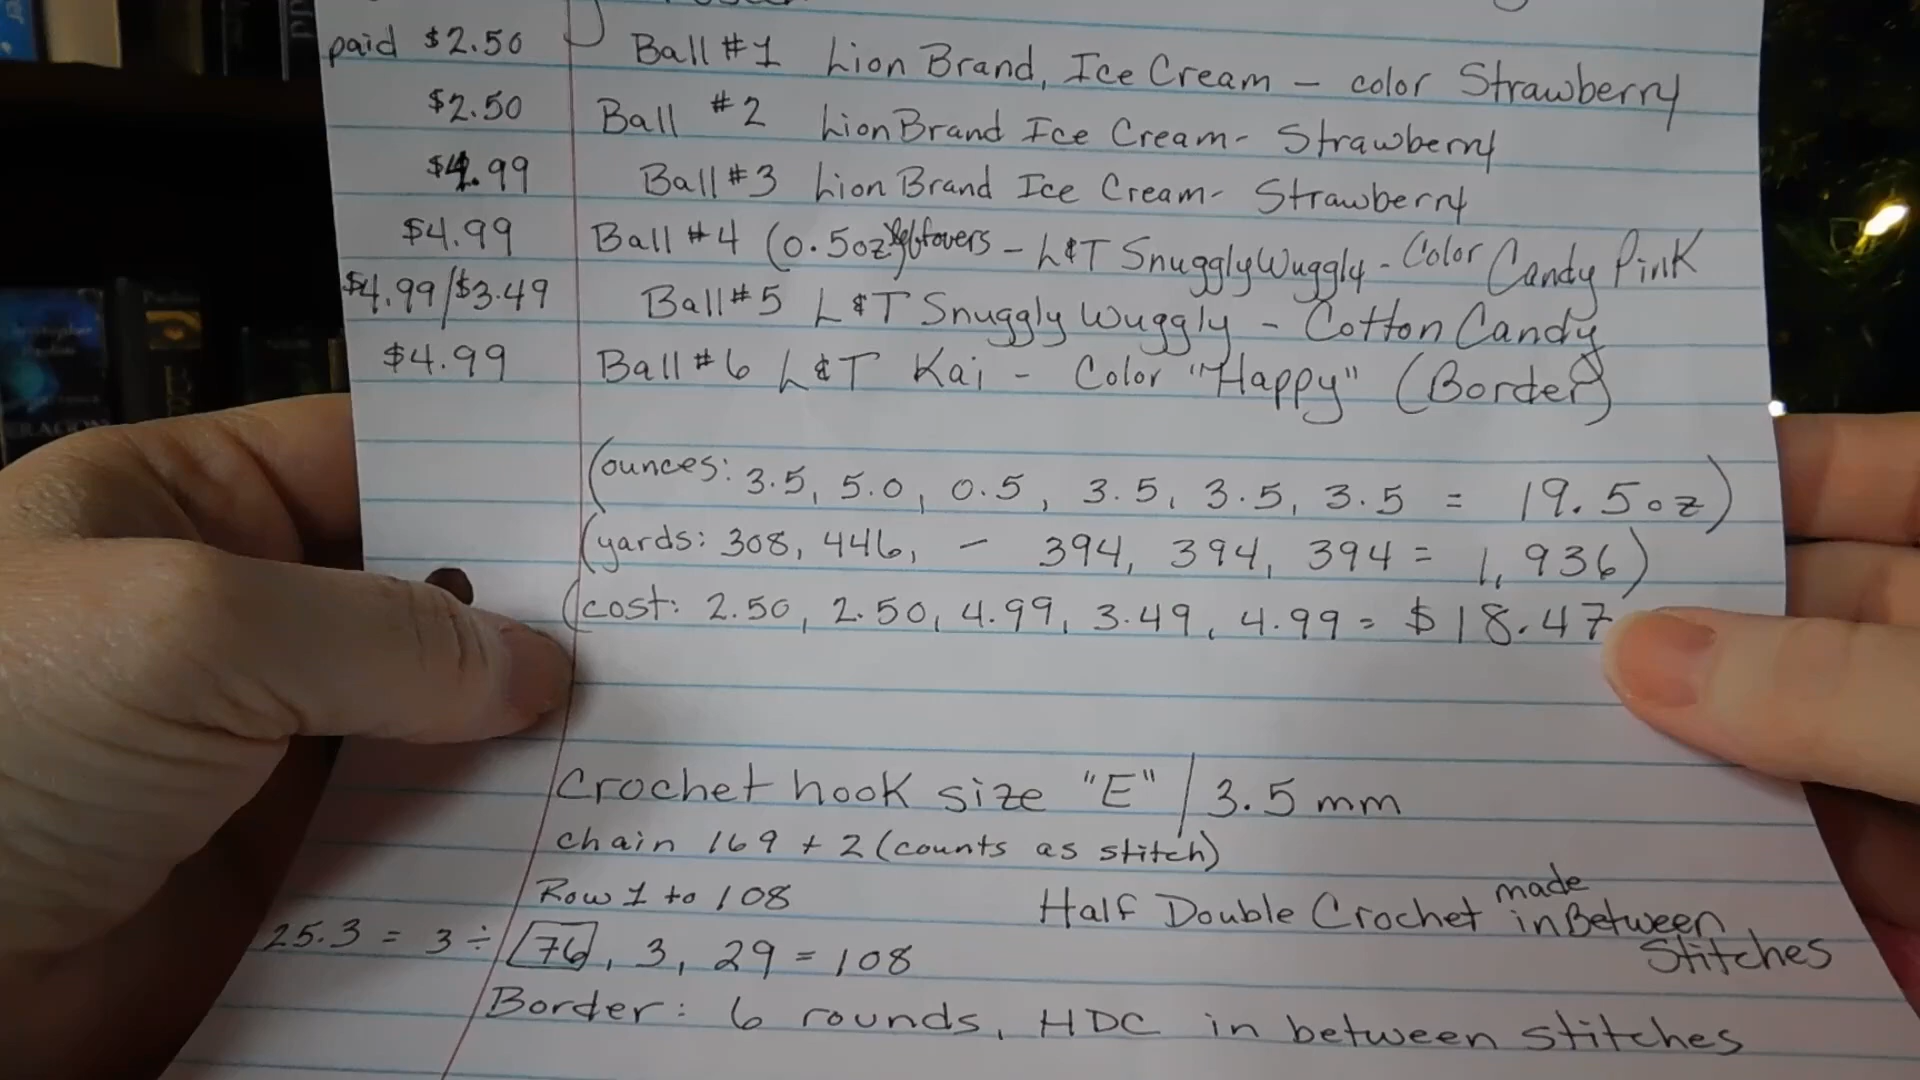 paid $2.50 Ball #1 Lion Brand, Ice Cream - color Strawberry
$2.50 Ball #2 Lion Brand Ice Cream - Strawberry
$4.99 Ball #3 Lion Brand Ice Cream - Strawberry
$4.99 Ball #4 (0.5oz leftovers - L&T Snuggly Wuggly - Color Candy Pink
$4.99/$3.49 Ball #5 L&T Snuggly Wuggly - Cotton Candy
$4.99 Ball #6 L&T Kai - Color "Happy" (Border)
(ounces: 3.5, 5.0, 0.5, 3.5, 3.5, 3.5 = 19.5oz)
(yards: 308, 446, - 394, 394, 394 = 1,936)
(cost: 2.50, 2.50, 4.99, 3.49, 4.99 = $18.47
Crochet hook size "E" / 3.5 mm
chain 169 + 2 (counts as stitch)
Row 1 to 108 Half Double Crochet made in Between Stitches
25.3 = 3 ÷ 76, 3, 29 = 108
Border: 6 rounds, HDC in between stitches